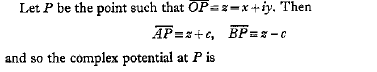 Let P be the point such that OP = z = x + iy. Then
AP = z + c, BP = z − c
and so the complex potential at P is